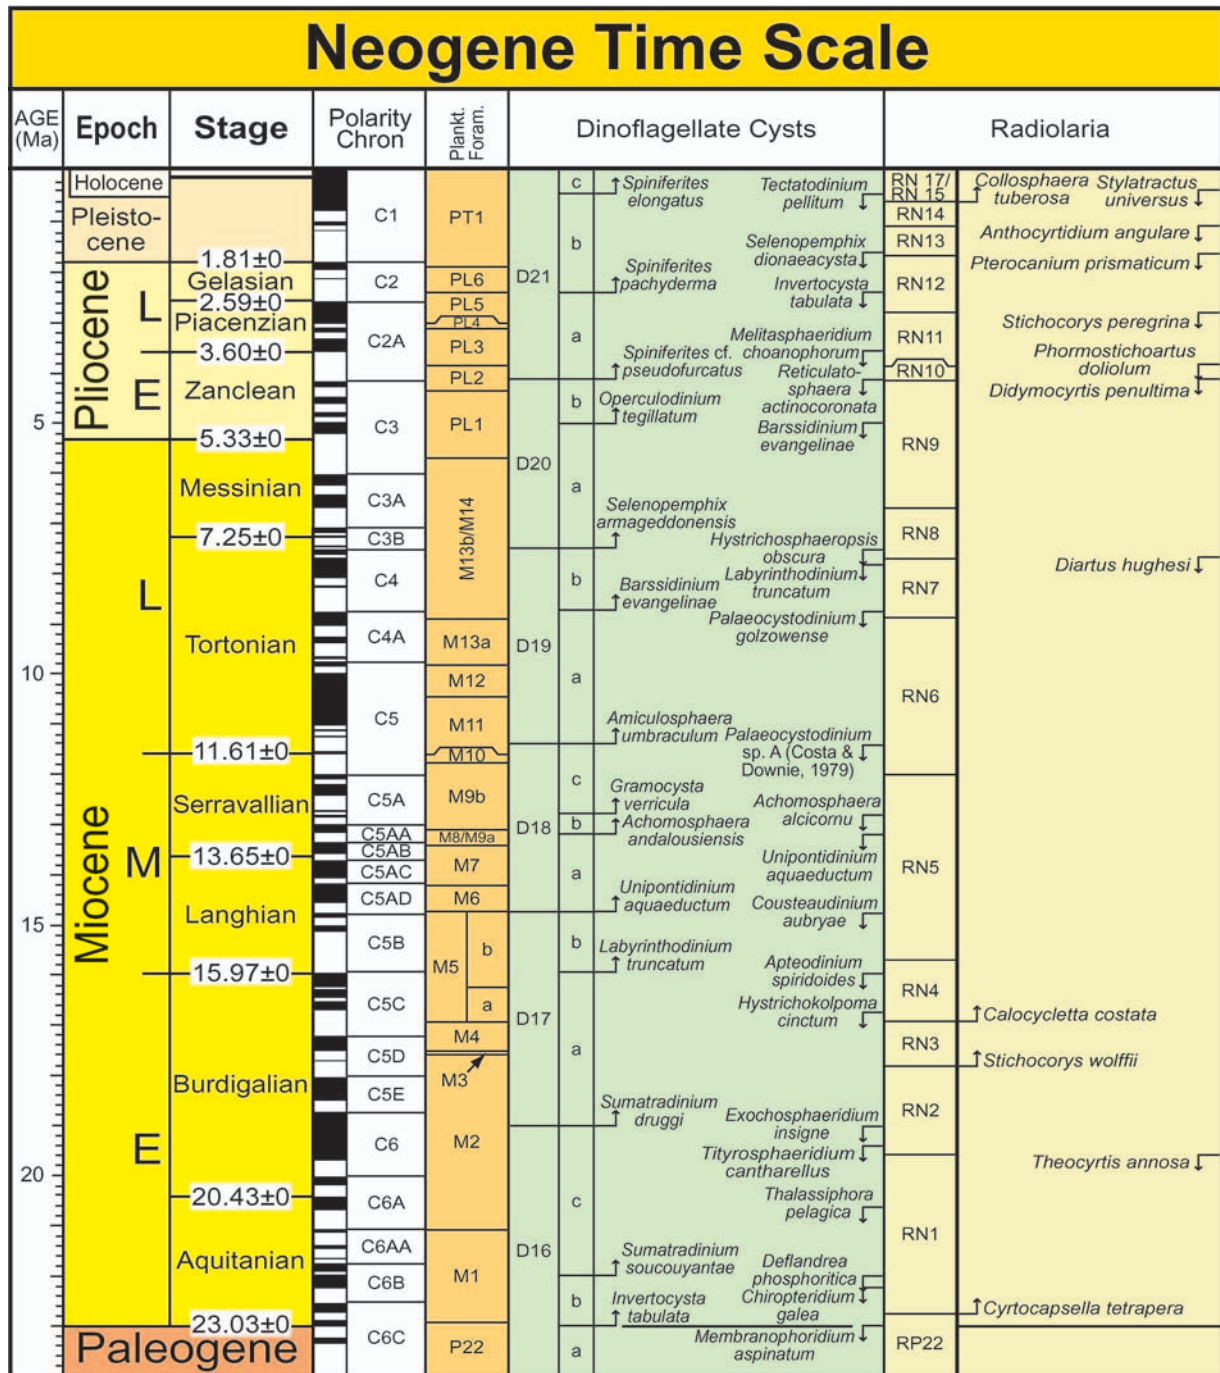 Neogene Time Scale
AGE
(Ma)
Epoch
Stage
Polarity
Chron
Plankt.
Foram.
Dinoflagellate Cysts
Radiolaria
5
10
15
20
Holocene
Pleisto-
cene
Pliocene
L
E
Miocene
L
M
E
Paleogene
1.81±0
Gelasian
2.59±0
Piacenzian
3.60±0
Zanclean
5.33±0
Messinian
7.25±0
Tortonian
11.61±0
Serravallian
13.65±0
Langhian
15.97±0
Burdigalian
20.43±0
Aquitanian
23.03±0
C1
C2
C2A
C3
C3A
C3B
C4
C4A
C5
C5A
C5AA
C5AB
C5AC
C5AD
C5B
C5C
C5D
C5E
C6
C6A
C6AA
C6B
C6C
PT1
PL6
PL5
PL4
PL3
PL2
PL1
M13b/M14
M13a
M12
M11
M10
M9b
M8/M9a
M7
M6
M5
b
a
M4
M3
M2
M1
P22
D21
D20
D19
D18
D17
D16
c
b
a
b
a
b
a
c
b
a
b
a
c
b
a
Spiniferites
elongatus
Spiniferites
pachyderma
Spiniferites cf.
pseudofurcatus
Operculodinium
tegillatum
Selenopemphix
armageddonensis
Barssidinium
evangelinae
Amiculosphaera
umbraculum
Gramocysta
verricula
Achomosphaera
andalousiensis
Unipontidinium
aquaeductum
Labyrinthodinium
truncatum
Sumatradinium
druggi
Sumatradinium
soucouyantae
Invertocysta
tabulata
Tectatodinium
pellitum
Selenopemphix
dionaeacysta
Invertocysta
tabulata
Melitasphaeridium
choanophorum
Reticulato-
sphaera
actinocoronata
Barssidinium
evangelinae
Hystrichosphaeropsis
obscura
Labyrinthodinium
truncatum
Palaeocystodinium
golzowense
Palaeocystodinium
sp. A (Costa &
Downie, 1979)
Achomosphaera
alcicornu
Unipontidinium
aquaeductum
Cousteaudinium
aubryae
Apteodinium
spiridoides
Hystrichokolpoma
cinctum
Exochosphaeridium
insigne
Tityrosphaeridium
cantharellus
Thalassiphora
pelagica
Deflandrea
phosphoritica
Chiropteridium
galea
Membranophoridium
aspinatum
RN 17/
RN 15
RN14
RN13
RN12
RN11
RN10
RN9
RN8
RN7
RN6
RN5
RN4
RN3
RN2
RN1
RP22
Collosphaera
tuberosa
Stylatractus
universus
Anthocyrtidium angulare
Pterocanium prismaticum
Stichocorys peregrina
Phormostichoartus
doliolum
Didymocyrtis penultima
Diartus hughesi
Calocycletta costata
Stichocorys wolffii
Theocyrtis annosa
Cyrtocapsella tetrapera